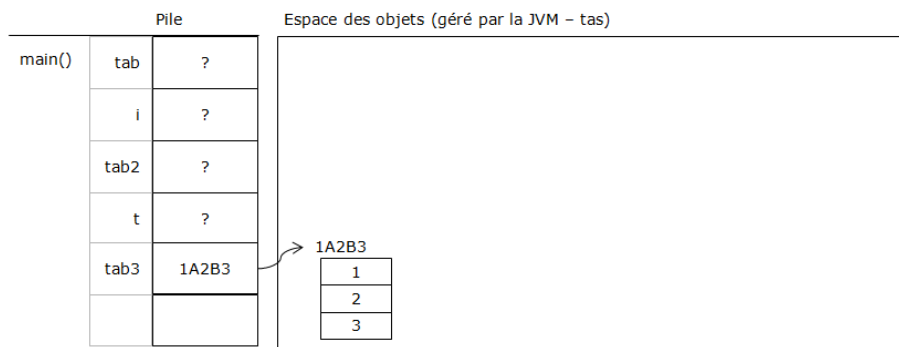 Pile
Espace des objets (géré par la JVM – tas)
main()
tab
?
i
?
tab2
?
t
?
tab3
1A2B3
1A2B3
1
2
3